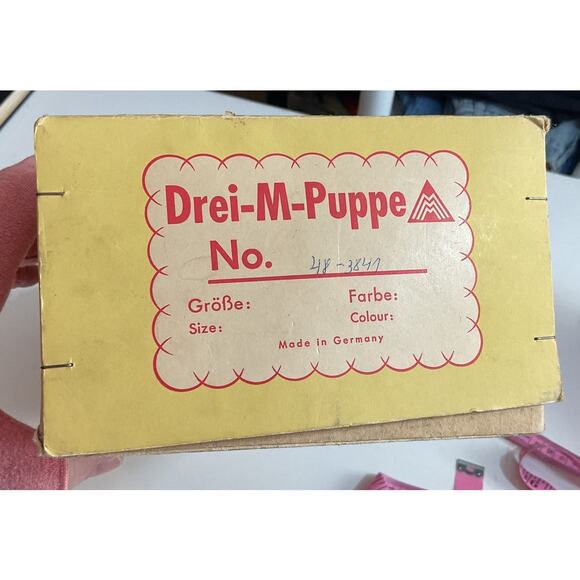 Drei-M-Puppe
No. 48-3841
Größe: Farbe:
Size: Colour:
Made in Germany